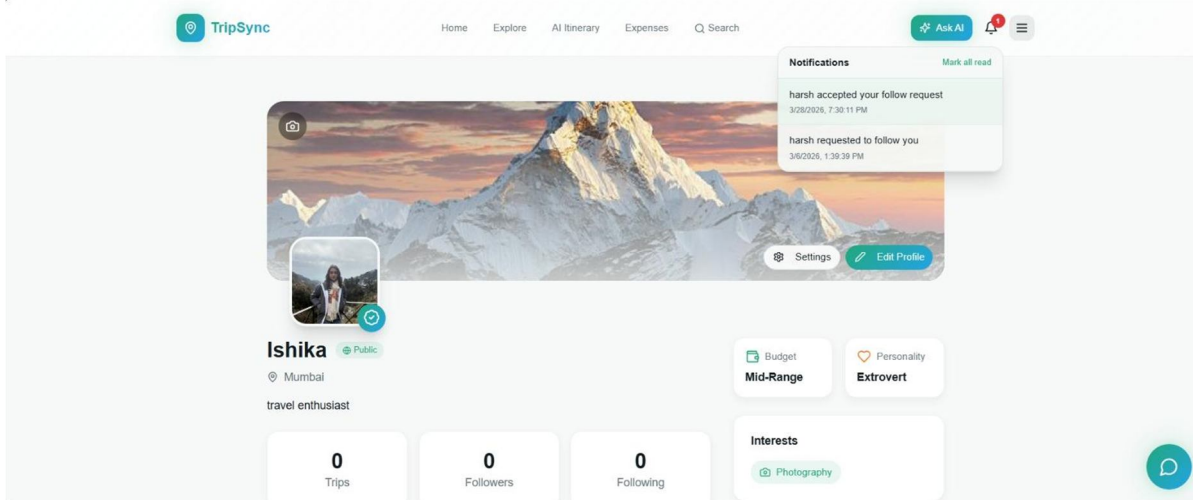 TripSync
Home Explore AI Itinerary Expenses Search
Ask AI
1
Notifications Mark all read
harsh accepted your follow request
3/28/2026, 7:30:11 PM
harsh requested to follow you
3/6/2026, 1:39:39 PM
Settings Edit Profile
Ishika Public
Mumbai
travel enthusiast
Budget
Mid-Range
Personality
Extrovert
0
Trips
0
Followers
0
Following
Interests
Photography